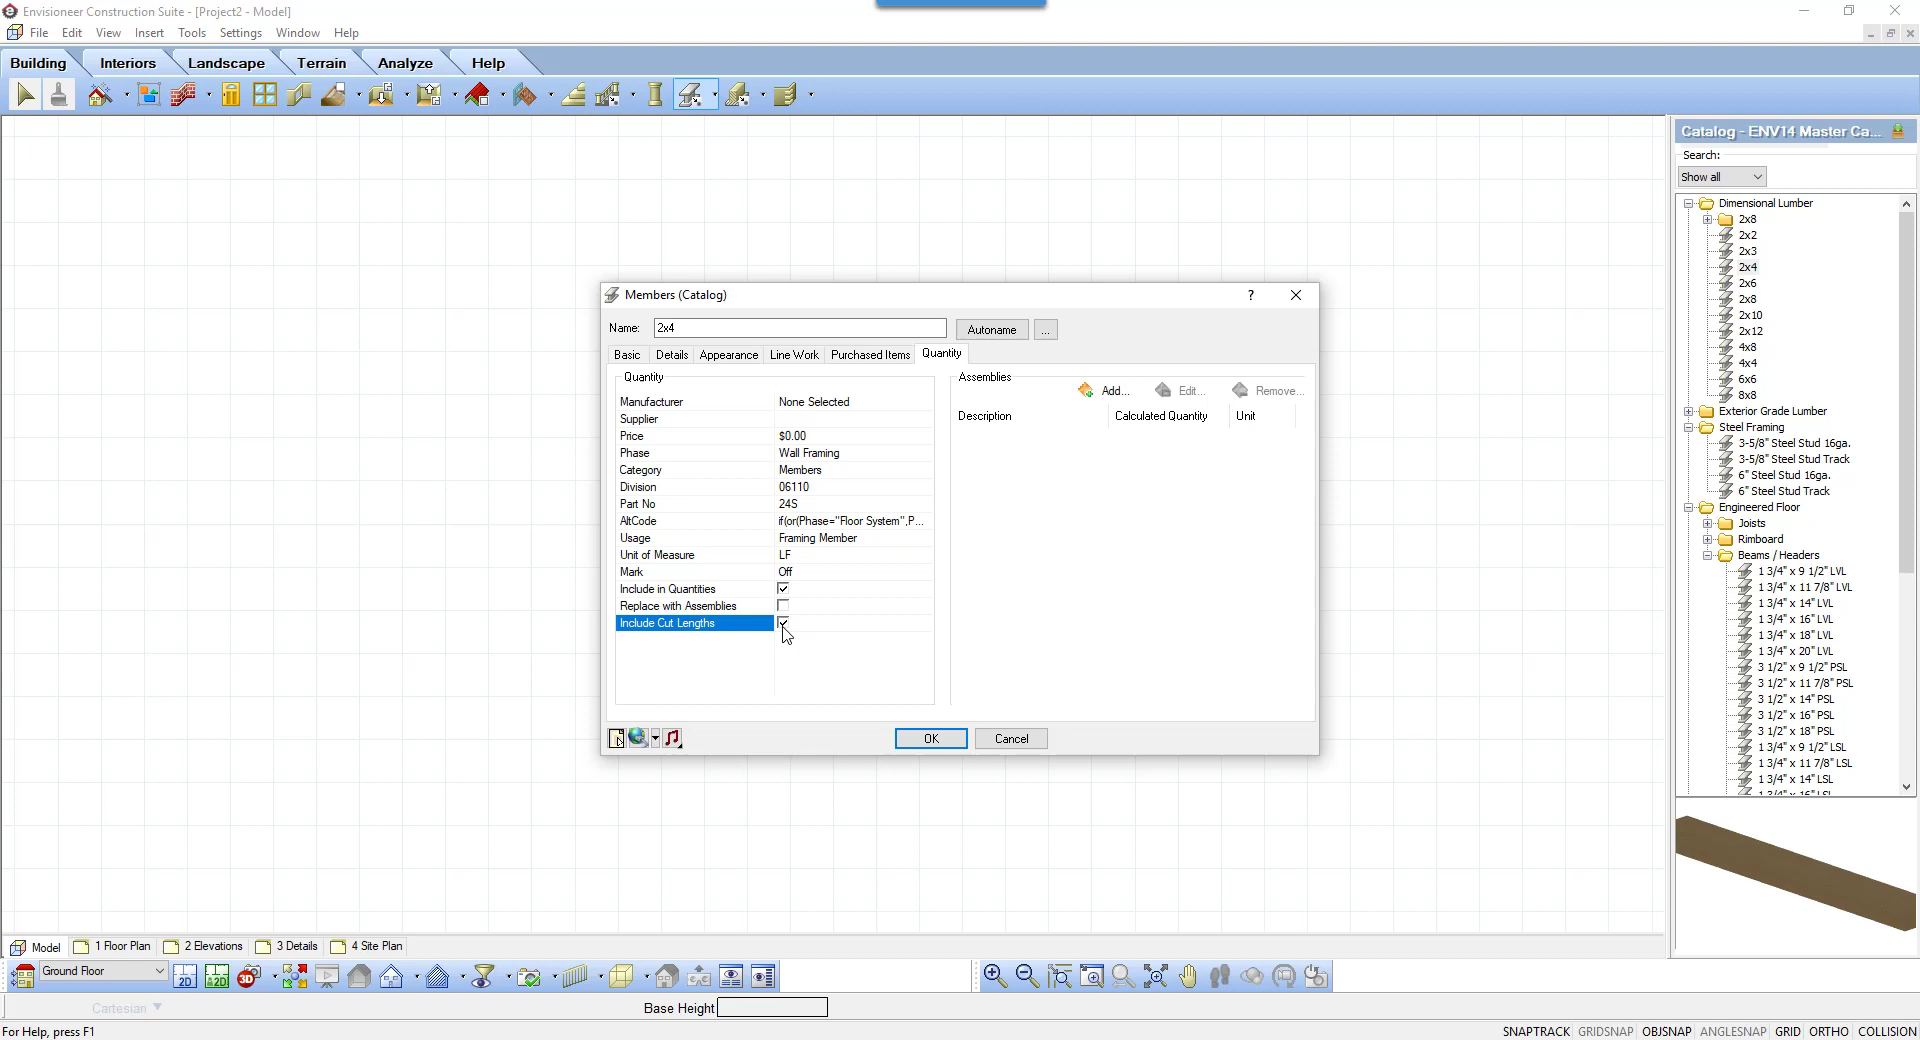 Envisioneer Construction Suite - [Project2 - Model]
File Edit View Insert Tools Settings Window Help
Building Interiors Landscape Terrain Analyze Help
Catalog - ENV14 Master Ca...
Search:
Show all
Dimensional Lumber
2x8
2x2
2x3
2x4
2x6
2x8
2x10
2x12
4x8
4x4
6x6
8x8
Exterior Grade Lumber
Steel Framing
3-5/8" Steel Stud 16ga.
3-5/8" Steel Stud Track
6" Steel Stud 16ga.
6" Steel Stud Track
Engineered Floor
Joists
Rimboard
Beams / Headers
1 3/4" x 9 1/2" LVL
1 3/4" x 11 7/8" LVL
1 3/4" x 14" LVL
1 3/4" x 16" LVL
1 3/4" x 18" LVL
1 3/4" x 20" LVL
3 1/2" x 9 1/2" PSL
3 1/2" x 11 7/8" PSL
3 1/2" x 14" PSL
3 1/2" x 16" PSL
3 1/2" x 18" PSL
1 3/4" x 9 1/2" LSL
1 3/4" x 11 7/8" LSL
1 3/4" x 14" LSL
Members (Catalog) ?
Name: 2x4 Autoname ...
Basic Details Appearance Line Work Purchased Items Quantity
Quantity
Manufacturer None Selected
Supplier
Price $0.00
Phase Wall Framing
Category Members
Division 06110
Part No 24S
AltCode if(or(Phase="Floor System",P...
Usage Framing Member
Unit of Measure LF
Mark Off
Include in Quantities
Replace with Assemblies
Include Cut Lengths
Assemblies
Add... Edit... Remove...
Description Calculated Quantity Unit
OK Cancel
Model 1 Floor Plan 2 Elevations 3 Details 4 Site Plan
Ground Floor 2D 2D 3D
Cartesian Base Height
For Help, press F1 SNAPTRACK GRIDSNAP OBJSNAP ANGLESNAP GRID ORTHO COLLISION